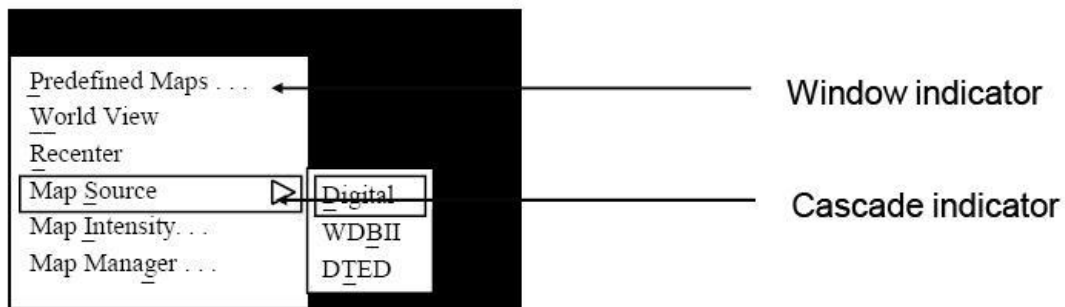 Predefined Maps . . .
World View
Recenter
Map Source
Map Intensity. . .
Map Manager . . .
Digital
WDBII
DTED
Window indicator
Cascade indicator